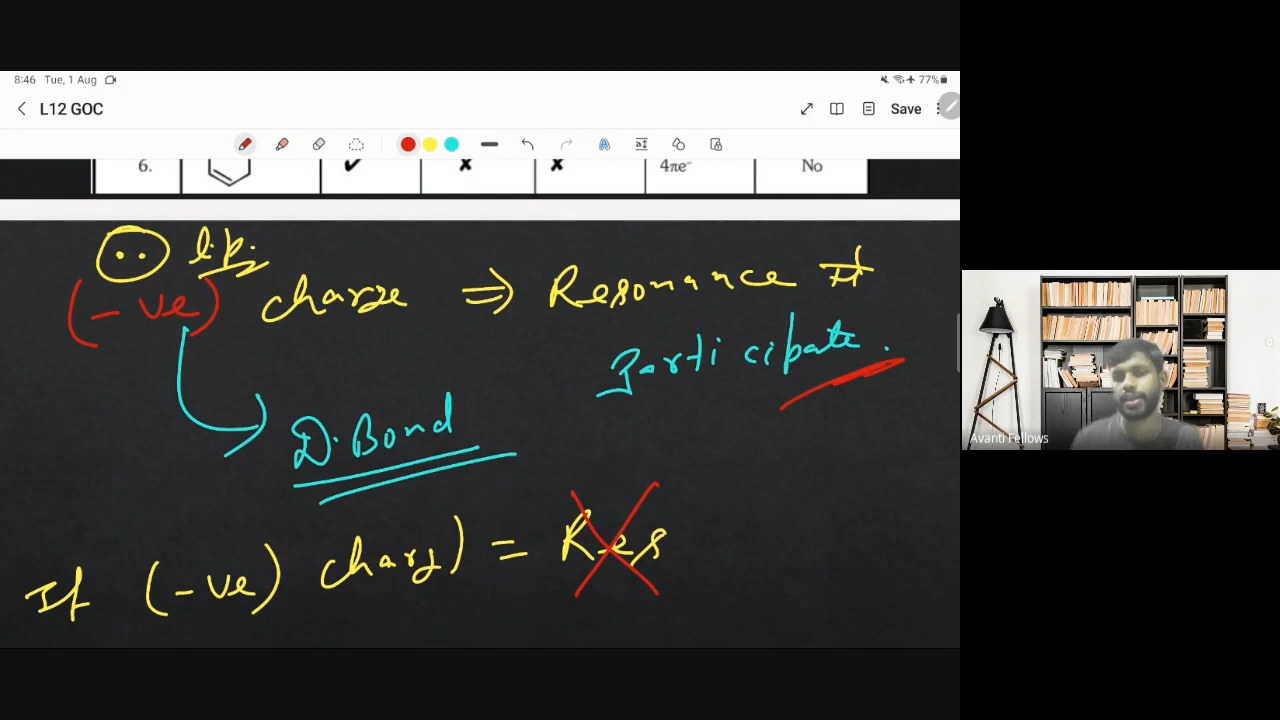 8:46 Tue, 1 Aug 77%
L12 GOC Save
6. ✔ ✘ ✘ 4πe⁻ No
l.p.
(-ve) charge ⇒ Resonance it
Participate.
D.Bond
If (-ve) charg) = Res
Avanti Fellows